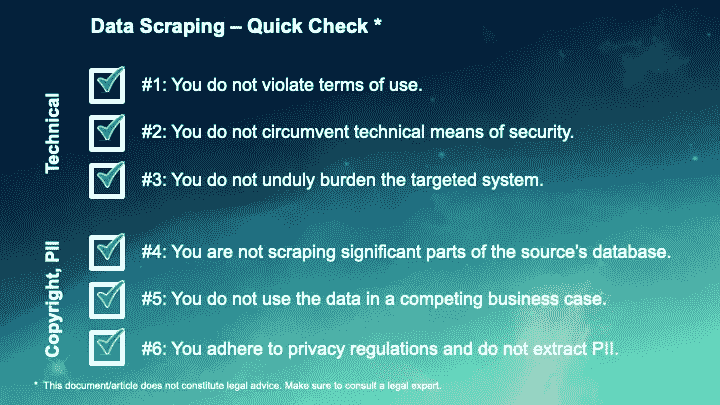 Data Scraping – Quick Check *
Technical
#1: You do not violate terms of use.
#2: You do not circumvent technical means of security.
#3: You do not unduly burden the targeted system.
Copyright, PII
#4: You are not scraping significant parts of the source's database.
#5: You do not use the data in a competing business case.
#6: You adhere to privacy regulations and do not extract PII.
* This document/article does not constitute legal advice. Make sure to consult a legal expert.